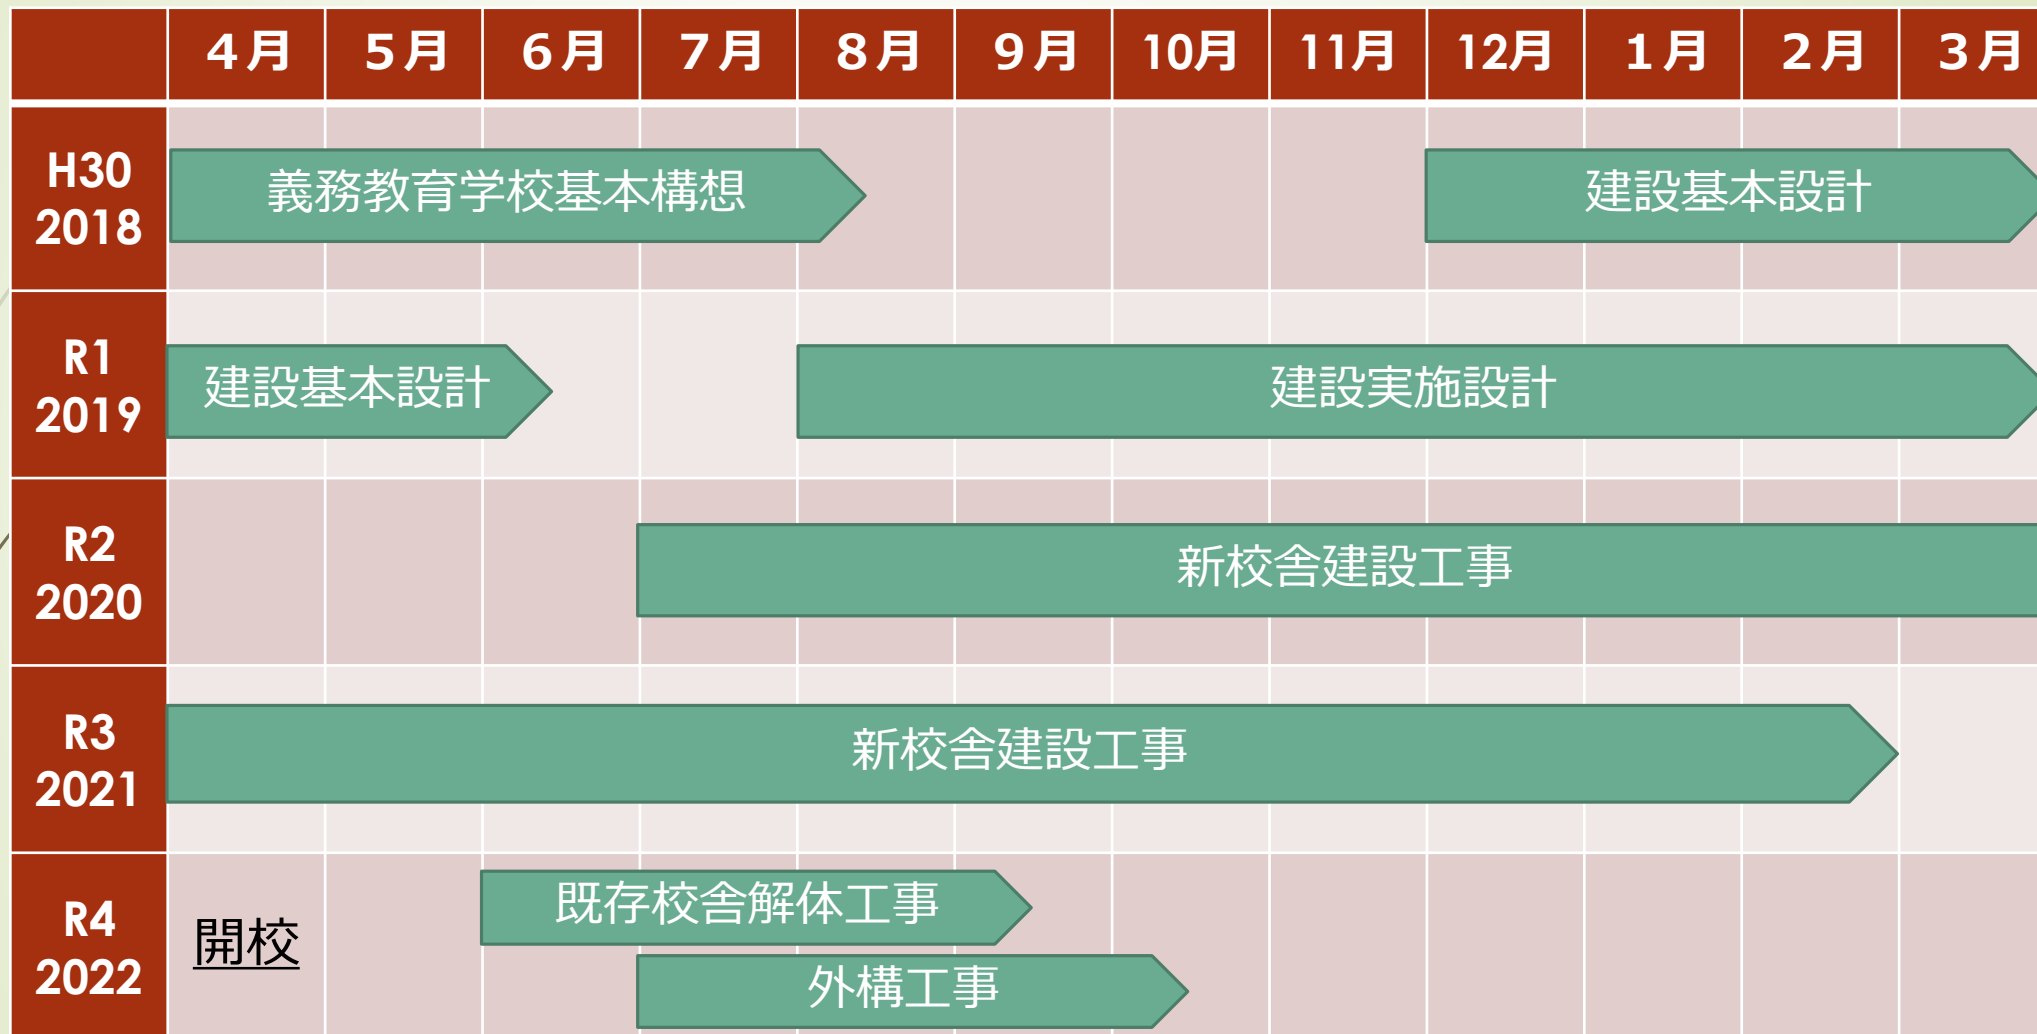 4月 5月 6月 7月 8月 9月 10月 11月 12月 1月 2月 3月
H30
2018
義務教育学校基本構想
建設基本設計
R1
2019
建設基本設計
建設実施設計
R2
2020
新校舎建設工事
R3
2021
新校舎建設工事
R4
2022
開校
既存校舎解体工事
外構工事